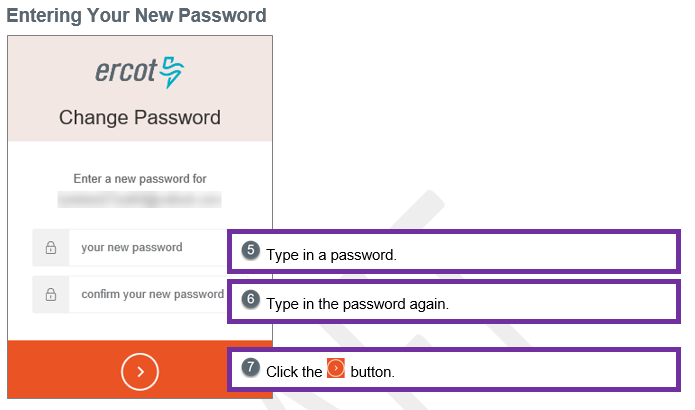 Entering Your New Password
ercot
Change Password
Enter a new password for
your new password
5 Type in a password.
confirm your new password
6 Type in the password again.
7 Click the button.